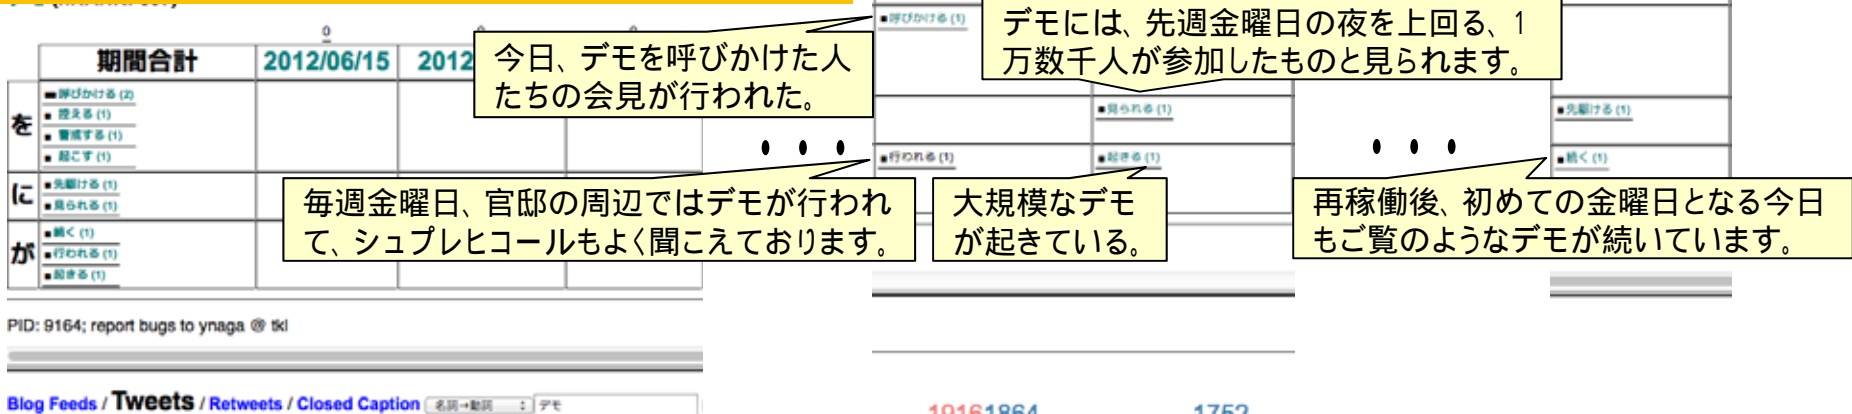 0
期間合計 2012/06/15 2012
を
呼びかける (2)
控える (1)
警戒する (1)
起こす (1)
に
先駆ける (1)
見られる (1)
が
続く (1)
行われる (1)
起きる (1)
今日、デモを呼びかけた人
たちの会見が行われた。
呼びかける (1)
デモには、先週金曜日の夜を上回る、1
万数千人が参加したものと見られます。
見られる (1)
先駆ける (1)
• • •
行われる (1)
起きる (1)
• • •
続く (1)
毎週金曜日、官邸の周辺ではデモが行われ
て、シュプレヒコールもよく聞こえております。
大規模なデモ
が起きている。
再稼働後、初めての金曜日となる今日
もご覧のようなデモが続いています。
PID: 9164; report bugs to ynaga @ tkl
Blog Feeds / Tweets / Retweets / Closed Caption 名詞→動詞 デモ
19161864 1752